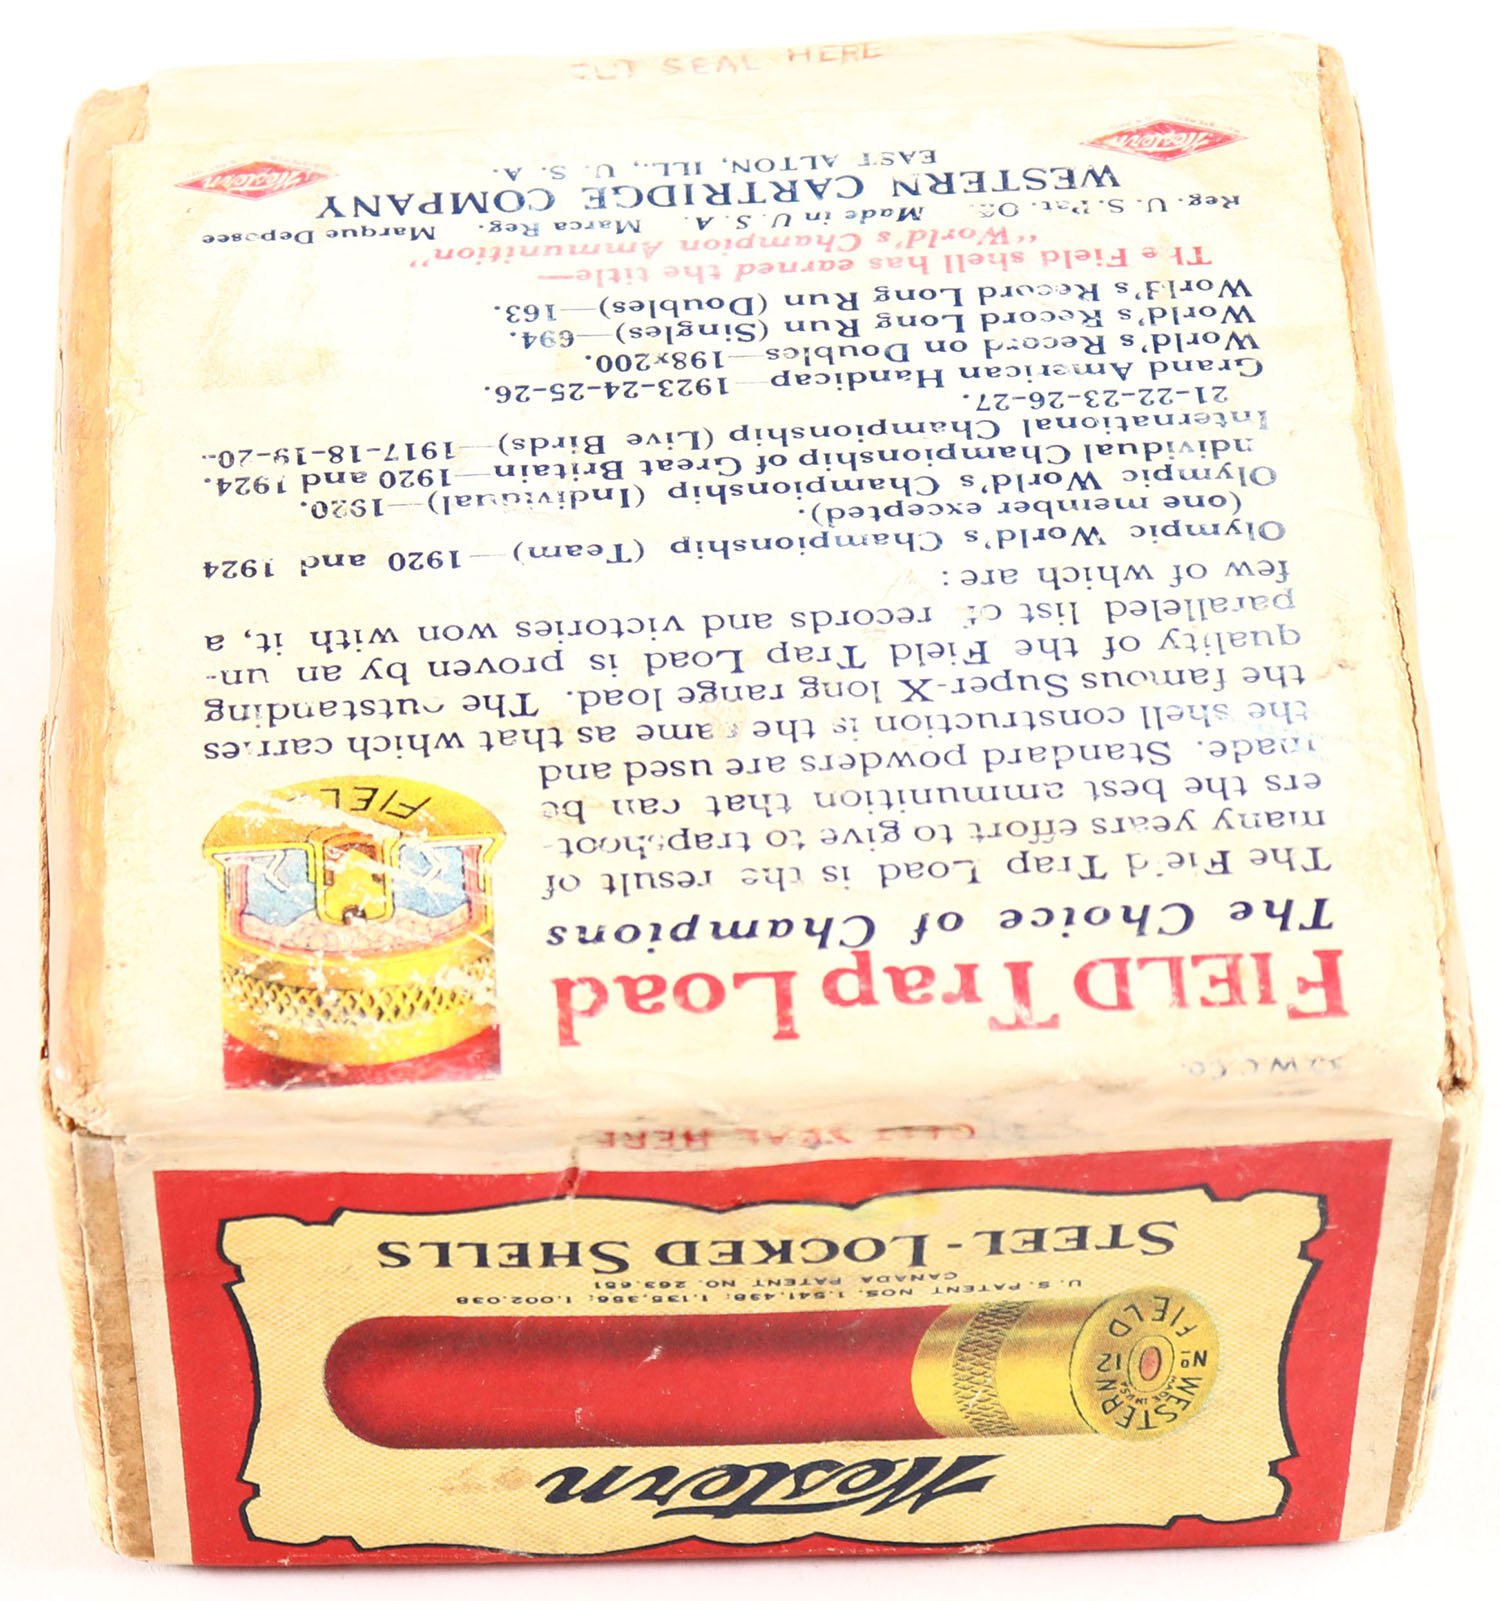 Western
WESTERN
FIELD
No
12
MADE IN USA
U.S. PATENT NOS. 1,541,438; 1,135,356; 1,002,038
CANADA PATENT NO. 263,651
STEEL-LOCKED SHELLS
CUT SEAL HERE
W.C.Co.
FIELD Trap Load
The Choice of Champions
The Field Trap Load is the result of
many years effort to give to trapshoot-
ers the best ammunition that can be
made. Standard powders are used and
the shell construction is the same as that which carries
the famous Super-X long range load. The outstanding
quality of the Field Trap Load is proven by an un-
paralleled list of records and victories won with it, a
few of which are:
Olympic World's Championship (Team)—1920 and 1924
(one member excepted).
Olympic World's Championship (Individual)—1920.
Individual Championship of Great Britain—1920 and 1924.
International Championship (Live Birds)—1917-18-19-20-
21-22-23-26-27.
Grand American Handicap—1923-24-25-26.
World's Record on Doubles—198x200.
World's Record Long Run (Singles)—694.
World's Record Long Run (Doubles)—163.
The Field shell has earned the title—
"World's Champion Ammunition"
Reg. U. S. Pat. Off. Made in U. S. A. Marca Reg. Marque Deposee
WESTERN CARTRIDGE COMPANY
EAST ALTON, ILL., U. S. A.
Western
Western
CUT SEAL HERE
FIEL